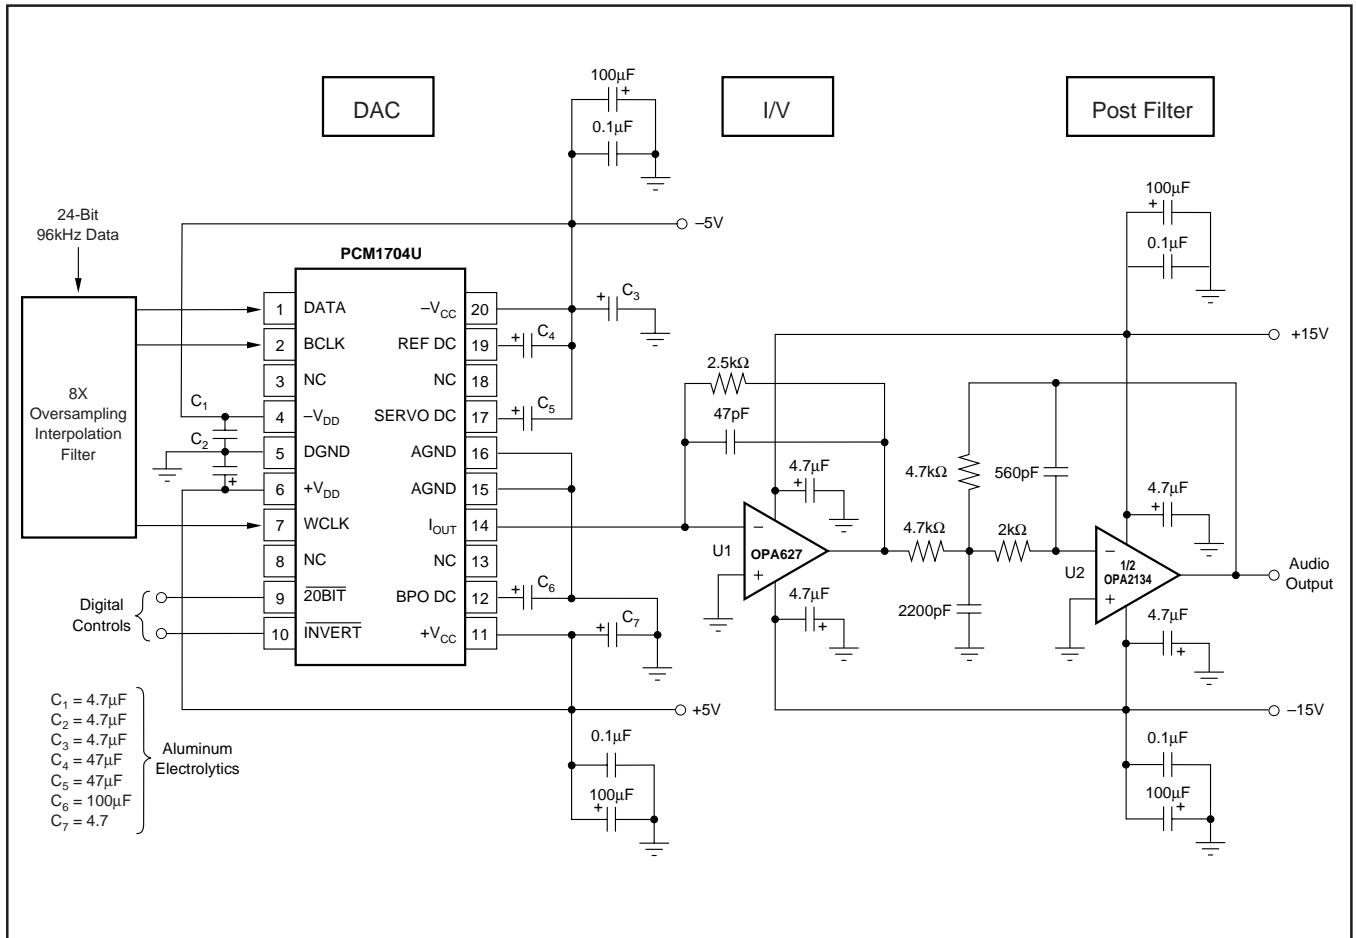 DAC
I/V
Post Filter
100µF
+
0.1µF
–5V
100µF
+
0.1µF
+15V
24-Bit
96kHz Data
8X
Oversampling
Interpolation
Filter
PCM1704U
1 DATA
2 BCLK
3 NC
4 –VDD
5 DGND
6 +VDD
7 WCLK
8 NC
9 20BIT
10 INVERT
–VCC 20
REF DC 19
NC 18
SERVO DC 17
AGND 16
AGND 15
IOUT 14
NC 13
BPO DC 12
+VCC 11
C1
C2
+
+ C3
+ C4
+ C5
+ C6
+ C7
Digital
Controls
2.5kΩ
47pF
4.7µF
+
U1
–
OPA627
+
4.7µF
+
4.7kΩ
4.7kΩ
2kΩ
560pF
2200pF
4.7µF
+
U2
–
1/2
OPA2134
+
4.7µF
+
Audio
Output
+5V
0.1µF
100µF
+
–15V
0.1µF
100µF
+
C1 = 4.7µF
C2 = 4.7µF
C3 = 4.7µF
C4 = 47µF
C5 = 47µF
C6 = 100µF
C7 = 4.7
Aluminum
Electrolytics